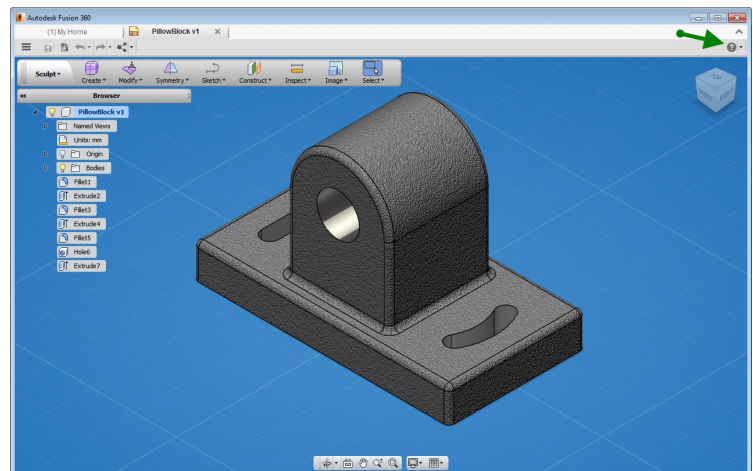 Autodesk Fusion 360
(1) My Home PillowBlock v1
Sculpt Create Modify Symmetry Sketch Construct Inspect Image Select
Browser
PillowBlock v1
Named Views
Units: mm
Origin
Bodies
Fillet1
Extrude2
Fillet3
Extrude4
Fillet5
Hole6
Extrude7
FRONT